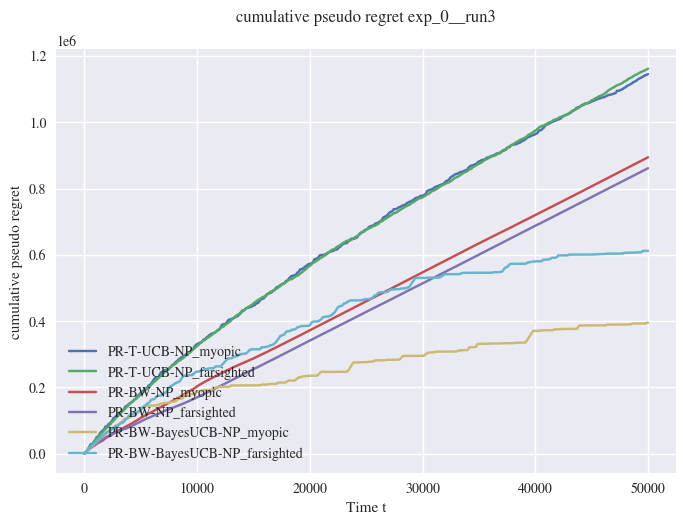 cumulative pseudo regret exp_0__run3
1e6
1.2
1.0
0.8
0.6
0.4
0.2
0.0
cumulative pseudo regret
PR-T-UCB-NP_myopic
PR-T-UCB-NP_farsighted
PR-BW-NP_myopic
PR-BW-NP_farsighted
PR-BW-BayesUCB-NP_myopic
PR-BW-BayesUCB-NP_farsighted
0 10000 20000 30000 40000 50000
Time t